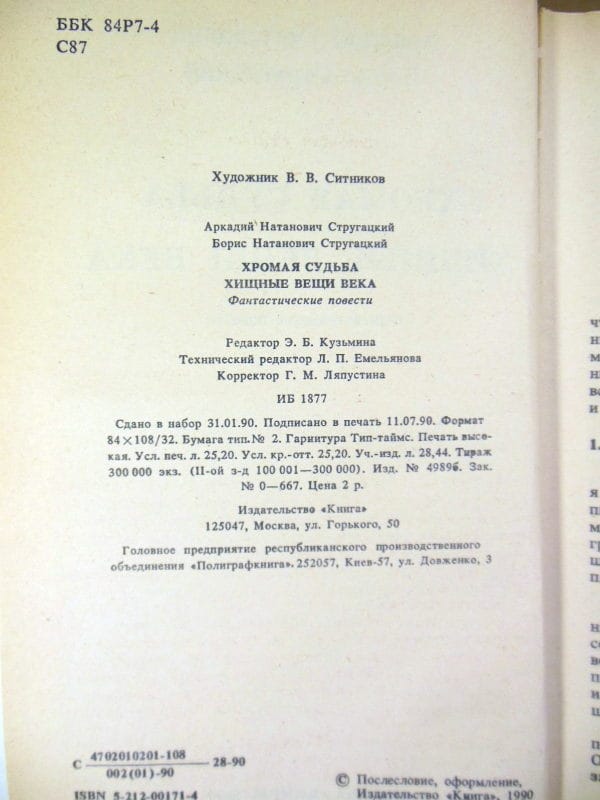 ББК 84Р7-4
С87
Художник В. В. Ситников
Аркадий Натанович Стругацкий
Борис Натанович Стругацкий
ХРОМАЯ СУДЬБА
ХИЩНЫЕ ВЕЩИ ВЕКА
Фантастические повести
Редактор Э. Б. Кузьмина
Технический редактор Л. П. Емельянова
Корректор Г. М. Ляпустина
ИБ 1877
Сдано в набор 31.01.90. Подписано в печать 11.07.90. Формат
84×108/32. Бумага тип. № 2. Гарнитура Тип-таймс. Печать высо-
кая. Усл. печ. л. 25,20. Усл. кр.-отт. 25,20. Уч.-изд. л. 28,44. Тираж
300 000 экз. (II-ой з-д 100 001—300 000). Изд. № 4989б. Зак.
№ 0—667. Цена 2 р.
Издательство «Книга»
125047, Москва, ул. Горького, 50
Головное предприятие республиканского производственного
объединения «Полиграфкнига». 252057, Киев-57, ул. Довженко, 3
С 4702010201-108
002(01)-90 28-90
ISBN 5-212-00171-4
© Послесловие, оформление,
Издательство «Книга», 1990